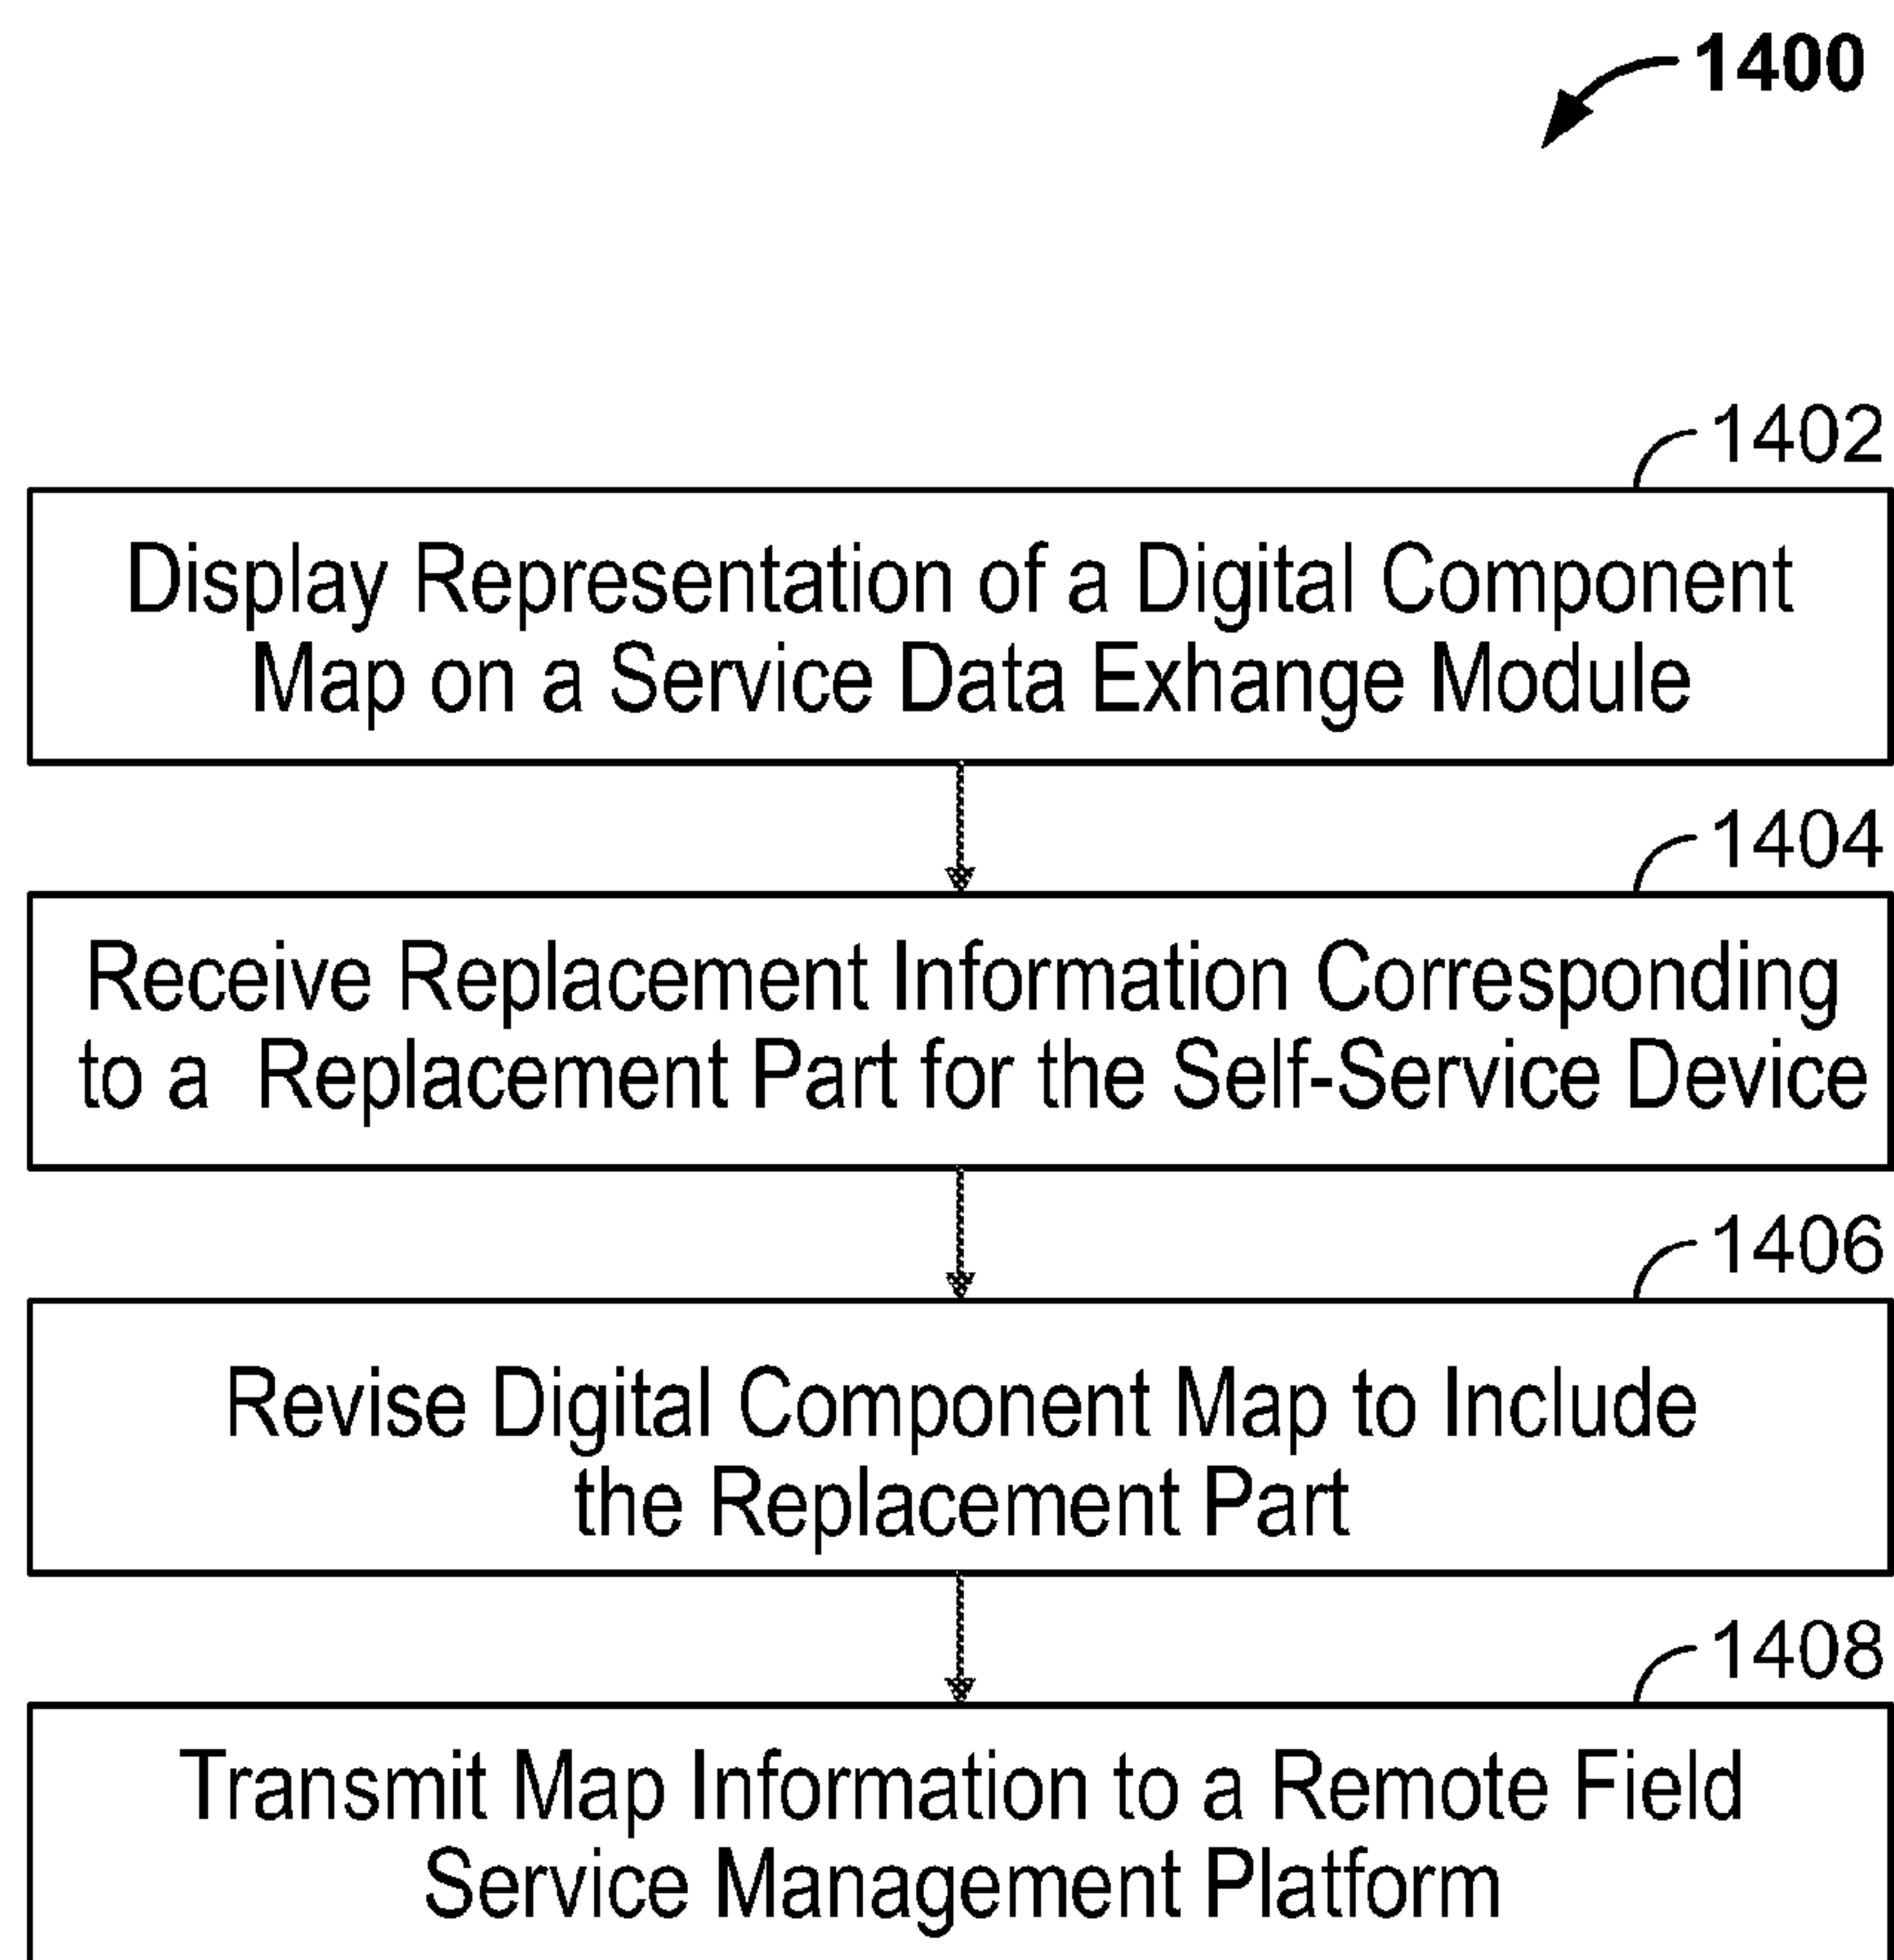 1400
1402
Display Representation of a Digital Component
Map on a Service Data Exhange Module
1404
Receive Replacement Information Corresponding
to a Replacement Part for the Self-Service Device
1406
Revise Digital Component Map to Include
the Replacement Part
1408
Transmit Map Information to a Remote Field
Service Management Platform